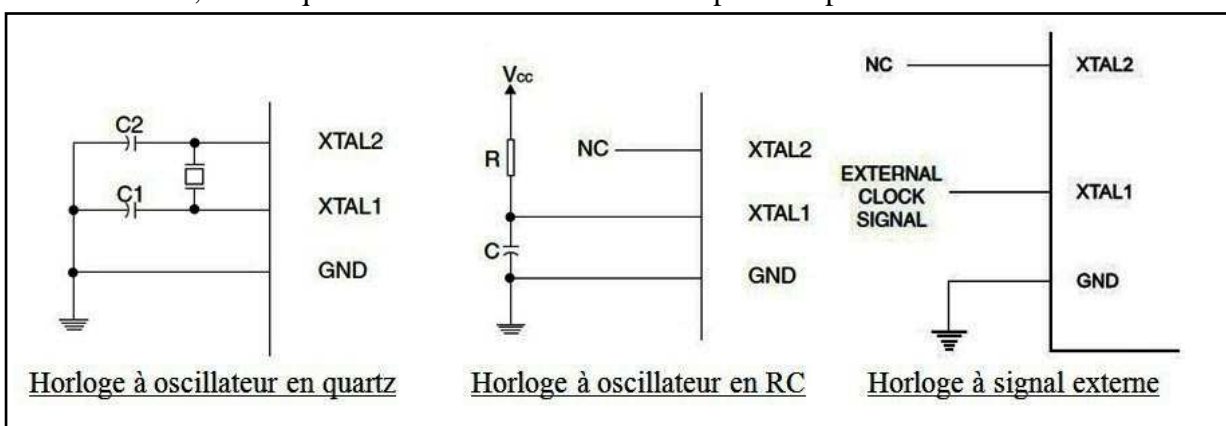 C2
C1
XTAL2
XTAL1
GND
Horloge à oscillateur en quartz
Vcc
R
NC
C
XTAL2
XTAL1
GND
Horloge à oscillateur en RC
NC
EXTERNAL
CLOCK
SIGNAL
XTAL2
XTAL1
GND
Horloge à signal externe